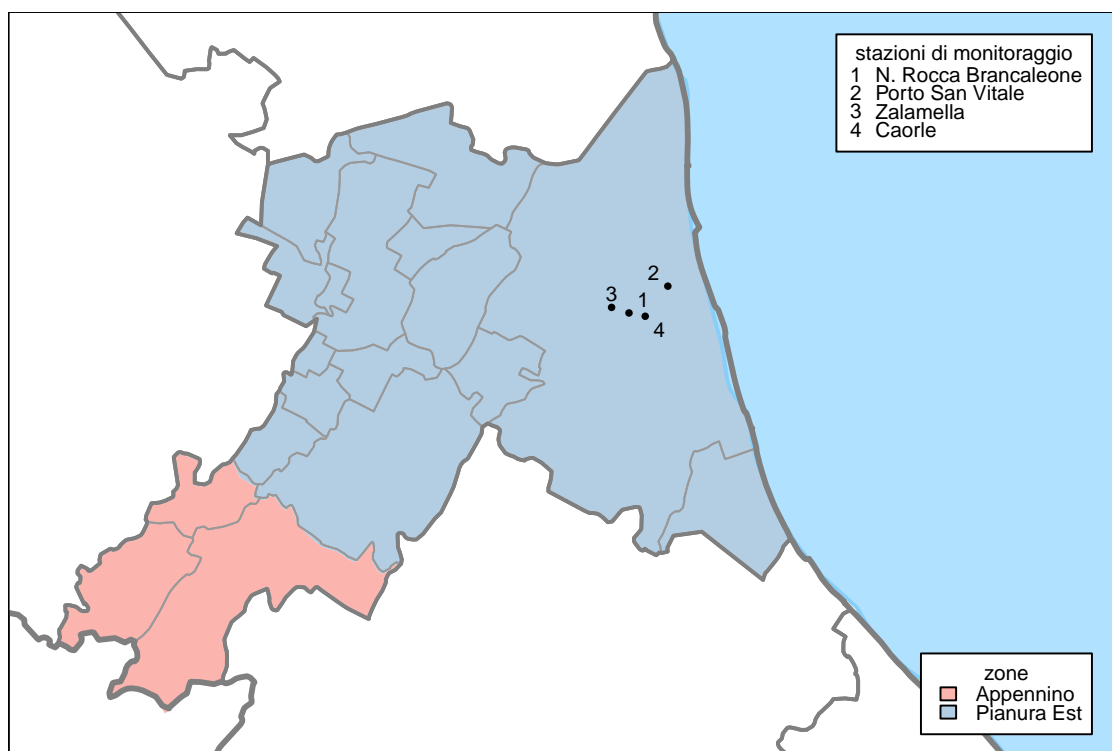 stazioni di monitoraggio
1 N. Rocca Brancaleone
2 Porto San Vitale
3 Zalamella
4 Caorle
2
3
1
4
zone
Appennino
Pianura Est